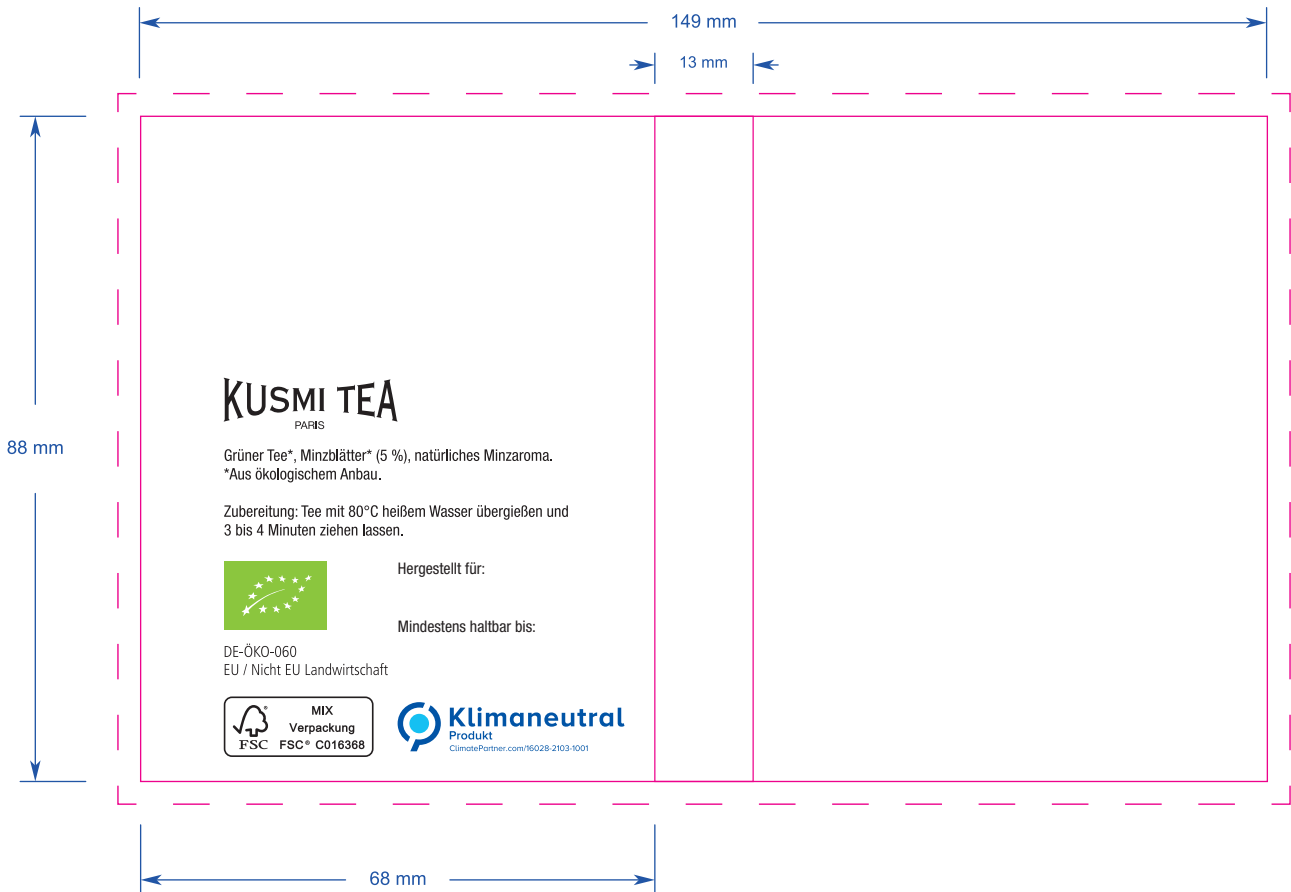 149 mm
13 mm
88 mm
KUSMI TEA
PARIS
Grüner Tee*, Minzblätter* (5 %), natürliches Minzaroma.
*Aus ökologischem Anbau.
Zubereitung: Tee mit 80°C heißem Wasser übergießen und
3 bis 4 Minuten ziehen lassen.
Hergestellt für:
Mindestens haltbar bis:
DE-ÖKO-060
EU / Nicht EU Landwirtschaft
MIX
Verpackung
FSC® C016368
FSC
®
Klimaneutral
Produkt
ClimatePartner.com/16028-2103-1001
68 mm